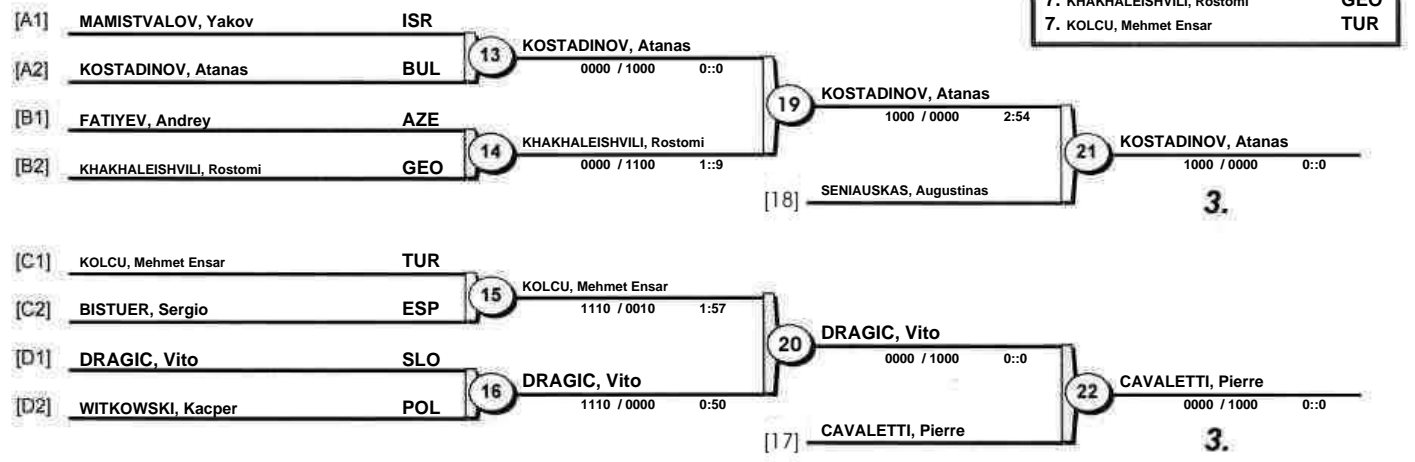 7. KHAKHALEISHVILI, Rostomi GEO
7. KOLCU, Mehmet Ensar TUR
[A1] MAMISTVALOV, Yakov ISR
13 KOSTADINOV, Atanas
0000 / 1000 0::0
[A2] KOSTADINOV, Atanas BUL
19 KOSTADINOV, Atanas
1000 / 0000 2:54
[B1] FATIYEV, Andrey AZE
14 KHAKHALEISHVILI, Rostomi
0000 / 1100 1::9
[B2] KHAKHALEISHVILI, Rostomi GEO
21 KOSTADINOV, Atanas
1000 / 0000 0::0
[18] SENIAUSKAS, Augustinas
3.
[C1] KOLCU, Mehmet Ensar TUR
15 KOLCU, Mehmet Ensar
1110 / 0010 1:57
[C2] BISTUER, Sergio ESP
20 DRAGIC, Vito
0000 / 1000 0::0
[D1] DRAGIC, Vito SLO
16 DRAGIC, Vito
1110 / 0000 0:50
[D2] WITKOWSKI, Kacper POL
22 CAVALETTI, Pierre
0000 / 1000 0::0
[17] CAVALETTI, Pierre
3.